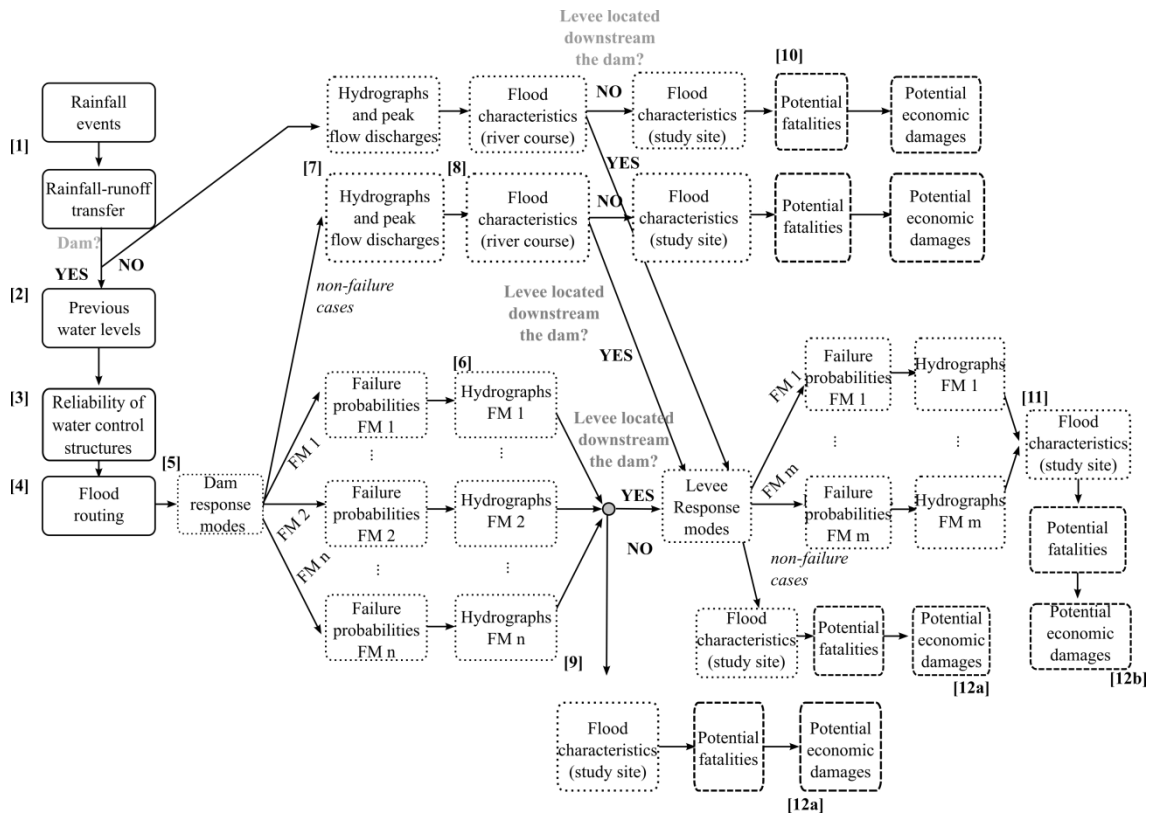 Levee located
downstream
the dam?
[10]
Rainfall
events
Hydrographs
and peak
flow discharges
Flood
characteristics
(river course)
NO
Flood
characteristics
(study site)
Potential
fatalities
Potential
economic
damages
[1]
YES
[7]
[8]
Rainfall-runoff
transfer
Hydrographs
and peak
flow discharges
Flood
characteristics
(river course)
NO
Flood
characteristics
(study site)
Potential
fatalities
Potential
economic
damages
Dam?
YES
NO
[2]
Previous
water levels
non-failure
cases
Levee located
downstream
the dam?
YES
[3]
Reliability of
water control
structures
[4]
Flood
routing
[5]
Dam
response
modes
FM 1
FM 2
FM n
Failure
probabilities
FM 1
[6]
Hydrographs
FM 1
⋮
⋮
Failure
probabilities
FM 2
Hydrographs
FM 2
⋮
⋮
Failure
probabilities
FM n
Hydrographs
FM n
[9]
Levee located
downstream
the dam?
YES
NO
Levee
Response
modes
FM 1
FM m
Failure
probabilities
FM 1
Hydrographs
FM 1
⋮
⋮
Failure
probabilities
FM m
Hydrographs
FM m
[11]
Flood
characteristics
(study site)
Potential
fatalities
Potential
economic
damages
[12b]
non-failure
cases
Flood
characteristics
(study site)
Potential
fatalities
Potential
economic
damages
[12a]
Flood
characteristics
(study site)
Potential
fatalities
Potential
economic
damages
[12a]